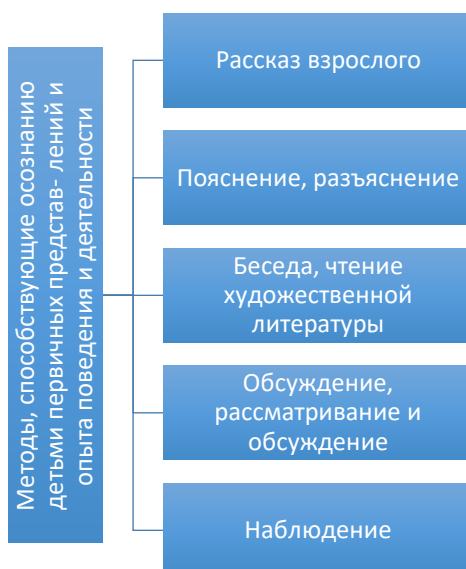 Методы, способствующие осознанию
детьми первичных представ- лений и
опыта поведения и деятельности
Рассказ взрослого
Пояснение, разъяснение
Беседа, чтение
художественной
литературы
Обсуждение,
рассматривание и
обсуждение
Наблюдение